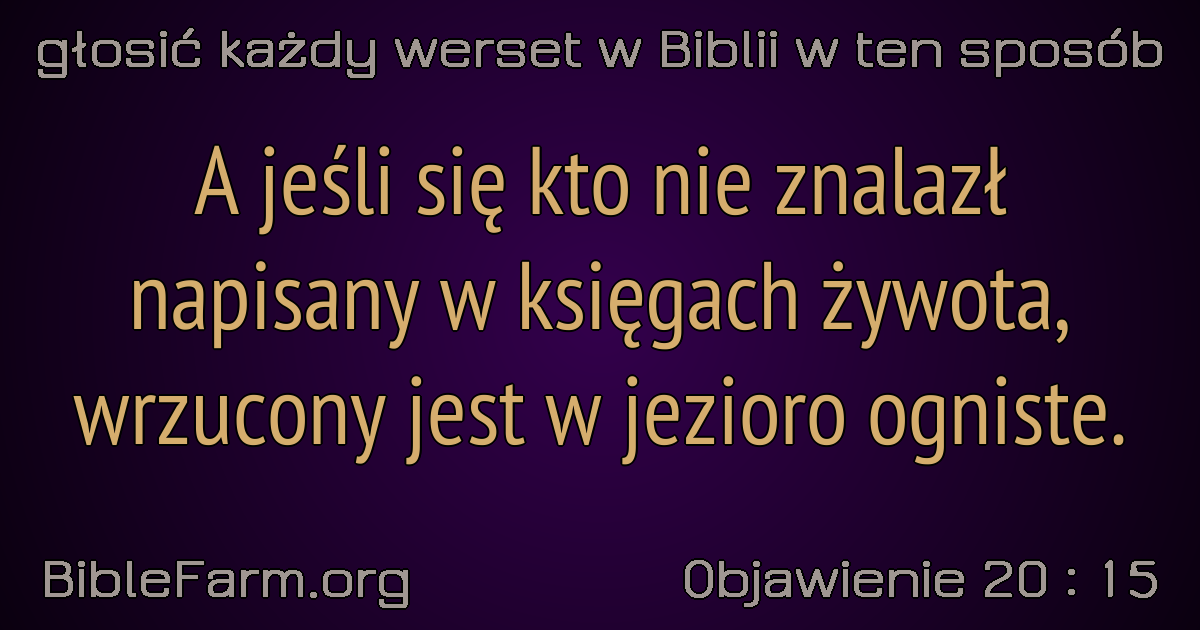 głosić każdy werset w Biblii w ten sposób
A jeśli się kto nie znalazł
napisany w księgach żywota,
wrzucony jest w jezioro ogniste.
BibleFarm.org
Objawienie 20 : 15